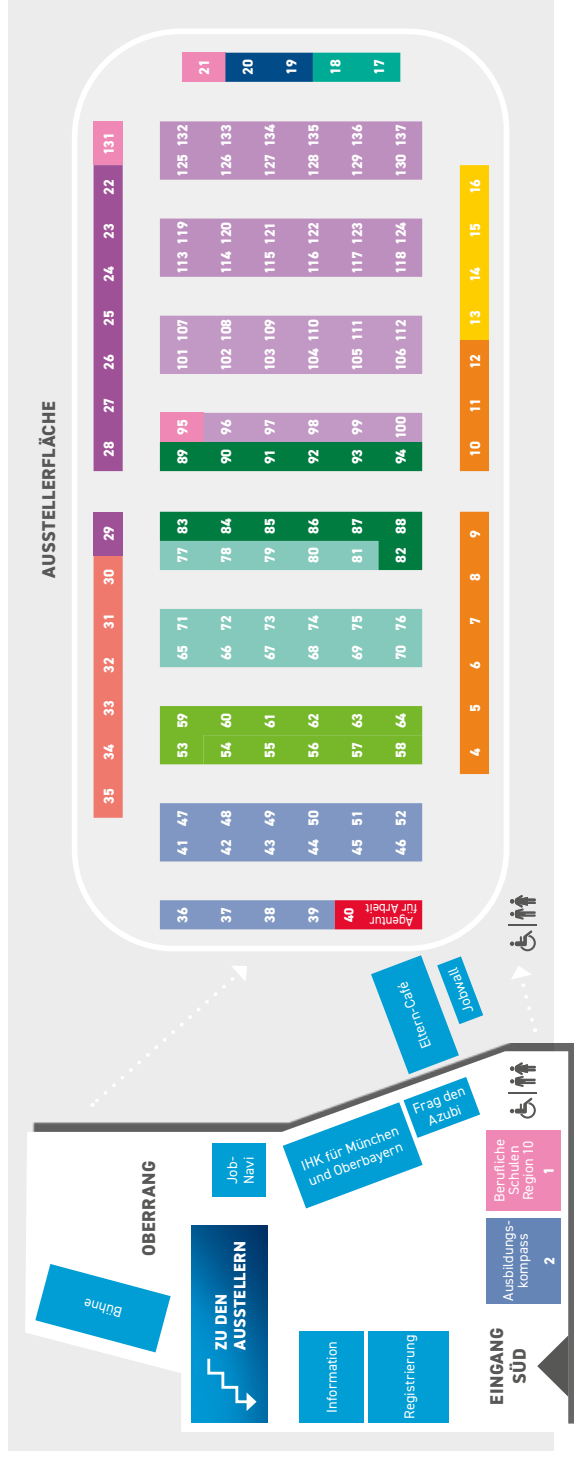 AUSSTELLERFLÄCHE
21 20 19 18 17
131 22 23 24 25 26 27 28
29 30 31 32 33 34 35
132 133 134 135 136 137
125 126 127 128 129 130
119 120 121 122 123 124
113 114 115 116 117 118
107 108 109 110 111 112
101 102 103 104 105 106
95 96 97 98 99 100
89 90 91 92 93 94
83 84 85 86 87 88
77 78 79 80 81 82
71 72 73 74 75 76
65 66 67 68 69 70
59 60 61 62 63 64
53 54 55 56 57 58
47 48 49 50 51 52
41 42 43 44 45 46
36 37 38 39 40
Agentur
für Arbeit
16 15 14 13 12 11 10
9 8 7 6 5 4
Eltern-Café
Jobwall
Frag den
Azubi
IHK für München
und Oberbayern
Job-
Navi
OBERRANG
Bühne
ZU DEN
AUSSTELLERN
Information
Registrierung
Berufliche
Schulen
Region 10
1
Ausbildungs-
kompass
2
EINGANG
SÜD